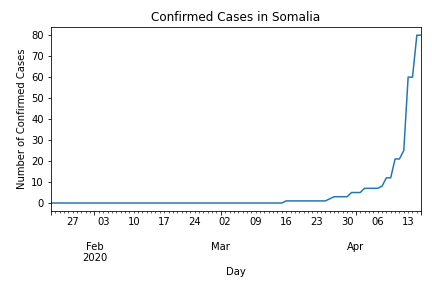 Confirmed Cases in Somalia
Number of Confirmed Cases
80
70
60
50
40
30
20
10
0
27 03 10 17 24 02 09 16 23 30 06 13
Feb Mar Apr
2020
Day